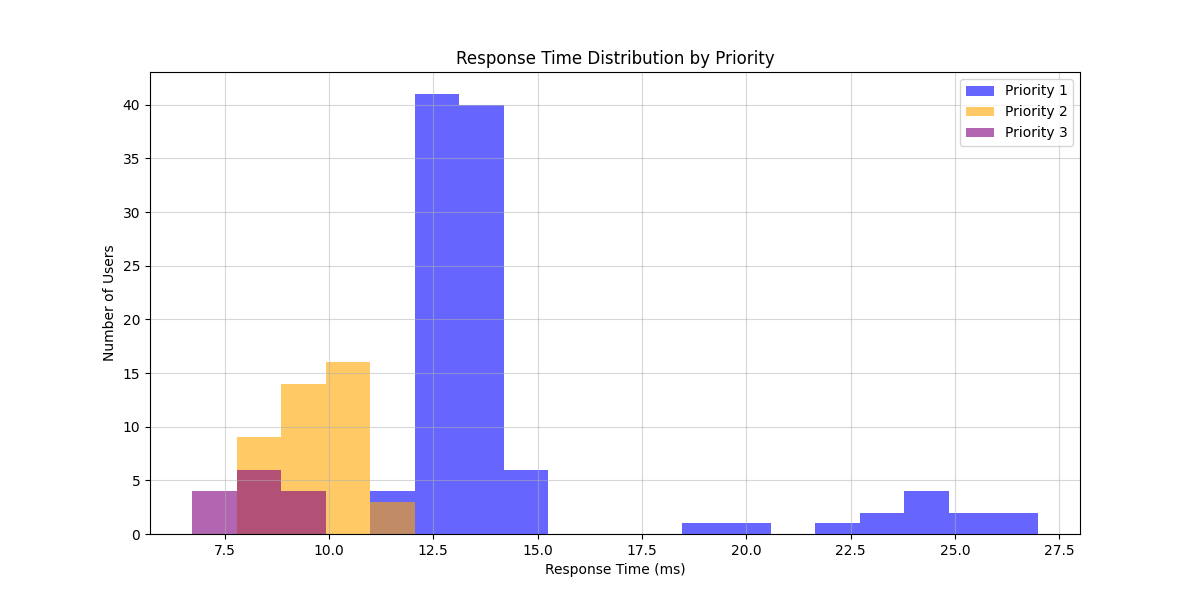 Response Time Distribution by Priority
Priority 1
Priority 2
Priority 3
Number of Users
40
35
30
25
20
15
10
5
0
7.5 10.0 12.5 15.0 17.5 20.0 22.5 25.0 27.5
Response Time (ms)